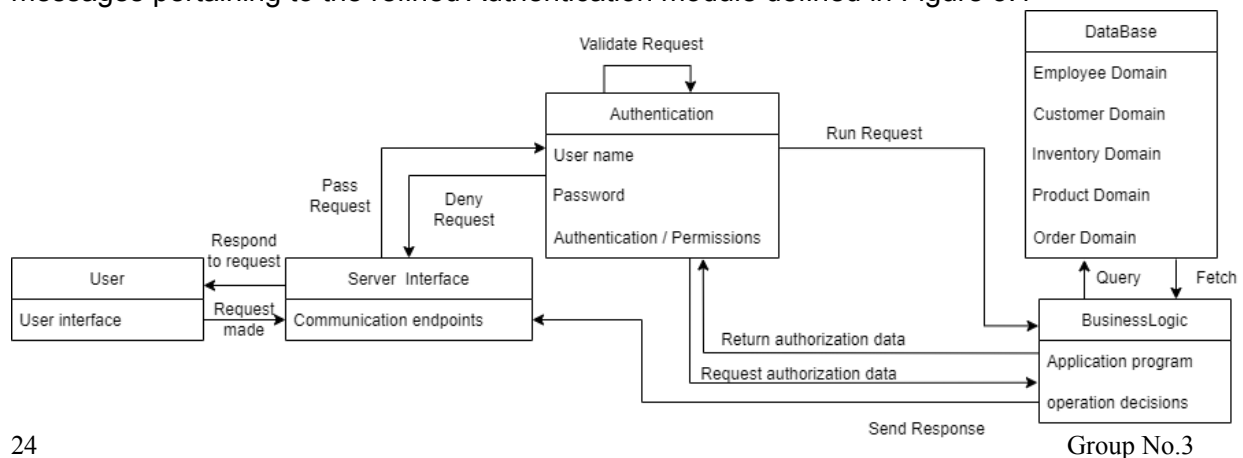 messages pertaining to the refined Authentication module defined in Figure
Validate Request
DataBase
Employee Domain
Customer Domain
Inventory Domain
Product Domain
Order Domain
Authentication
User name
Password
Authentication / Permissions
Run Request
Pass
Request
Deny
Request
Respond
to request
User
User interface
Request
made
Server Interface
Communication endpoints
Query
Fetch
BusinessLogic
Application program
operation decisions
Return authorization data
Request authorization data
Send Response
24
Group No.3